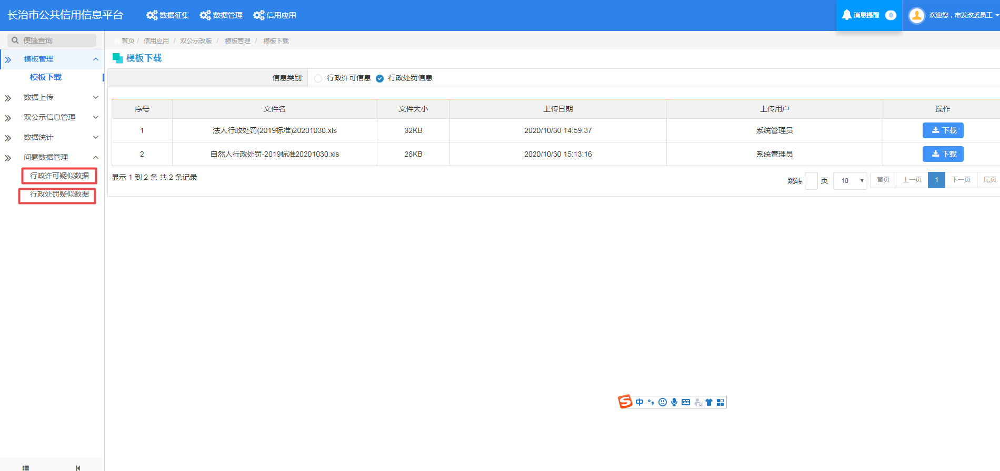 长治市公共信用信息平台 数据征集 数据管理 信用应用 消息提醒 0 欢迎您，市发改委员工
便捷查询
首页 / 信用应用 / 双公示改版 / 模板管理 / 模板下载
模板管理
模板下载
数据上传
双公示信息管理
数据统计
问题数据管理
行政许可疑似数据
行政处罚疑似数据
模板下载
信息类别: 行政许可信息 行政处罚信息
序号 文件名 文件大小 上传日期 上传用户 操作
1 法人行政处罚(2019标准)20201030.xls 32KB 2020/10/30 14:59:37 系统管理员 下载
2 自然人行政处罚-2019标准20201030.xls 28KB 2020/10/30 15:13:16 系统管理员 下载
显示 1 到 2 条 共 2 条记录
跳转 页 10 首页 上一页 1 下一页 尾页
S 中